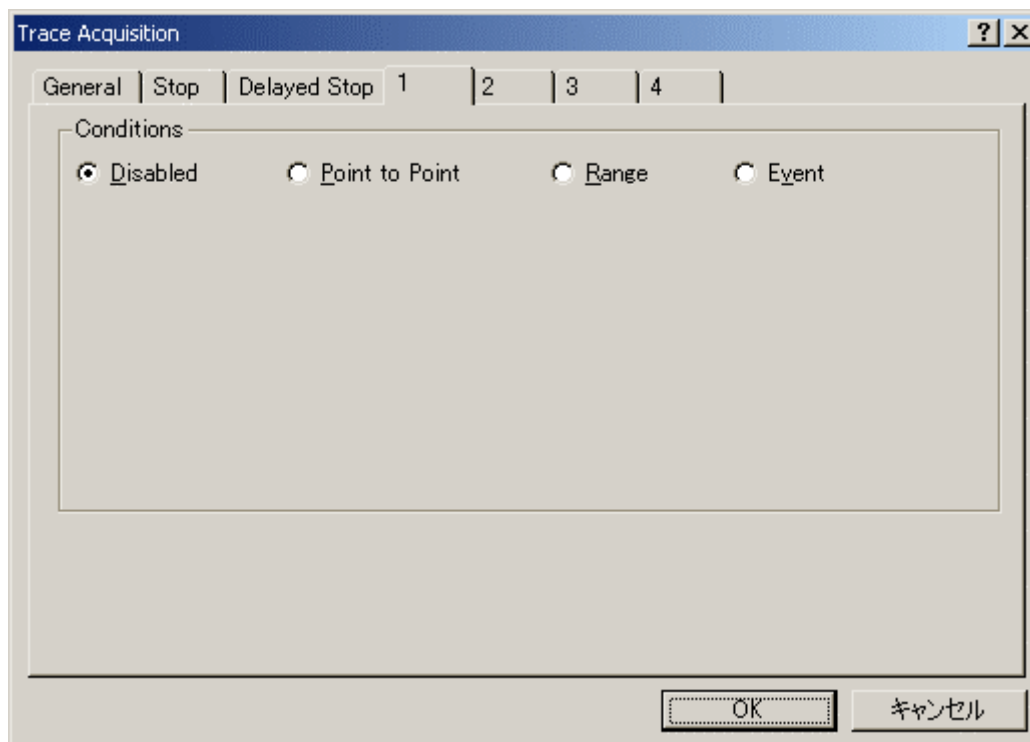 Trace Acquisition
General Stop Delayed Stop 1 2 3 4
Conditions
Disabled Point to Point Range Event
OK キャンセル